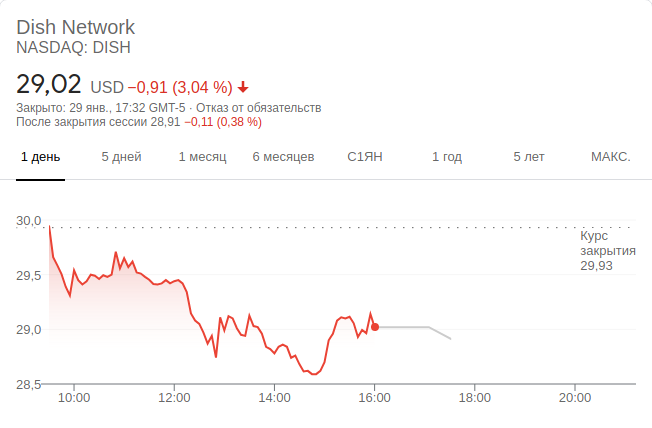 Dish Network
NASDAQ: DISH
29,02 USD −0,91 (3,04 %)
Закрыто: 29 янв., 17:32 GMT-5 · Отказ от обязательств
После закрытия сессии 28,91 −0,11 (0,38 %)
1 день 5 дней 1 месяц 6 месяцев С1ЯН 1 год 5 лет МАКС.
30,0
Курс
закрытия
29,93
29,5
29,0
28,5
10:00 12:00 14:00 16:00 18:00 20:00